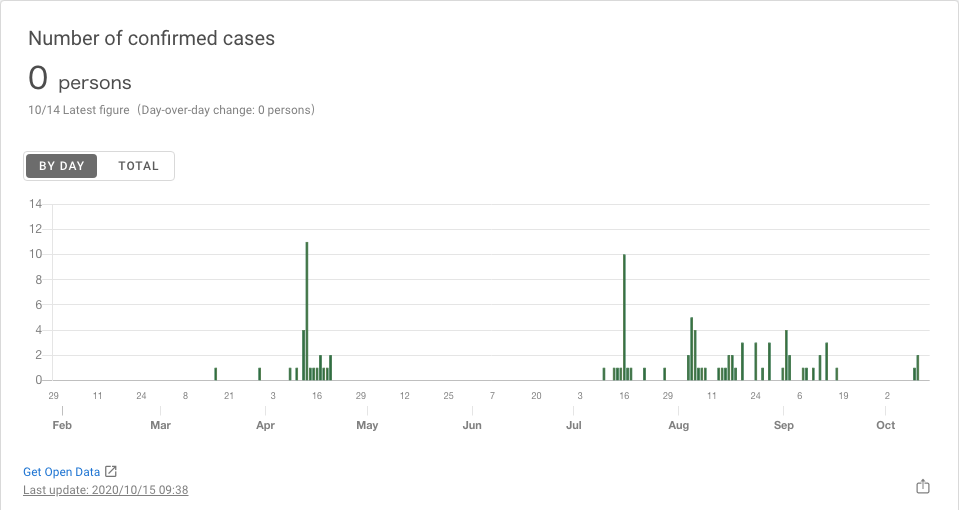 Number of confirmed cases
0 persons
10/14 Latest figure (Day-over-day change: 0 persons)
BY DAY TOTAL
14
12
10
8
6
4
2
0
29 11 24 8 21 3 16 29 12 25 7 20 3 16 29 11 24 6 19 2
Feb Mar Apr May Jun Jul Aug Sep Oct
Get Open Data
Last update: 2020/10/15 09:38